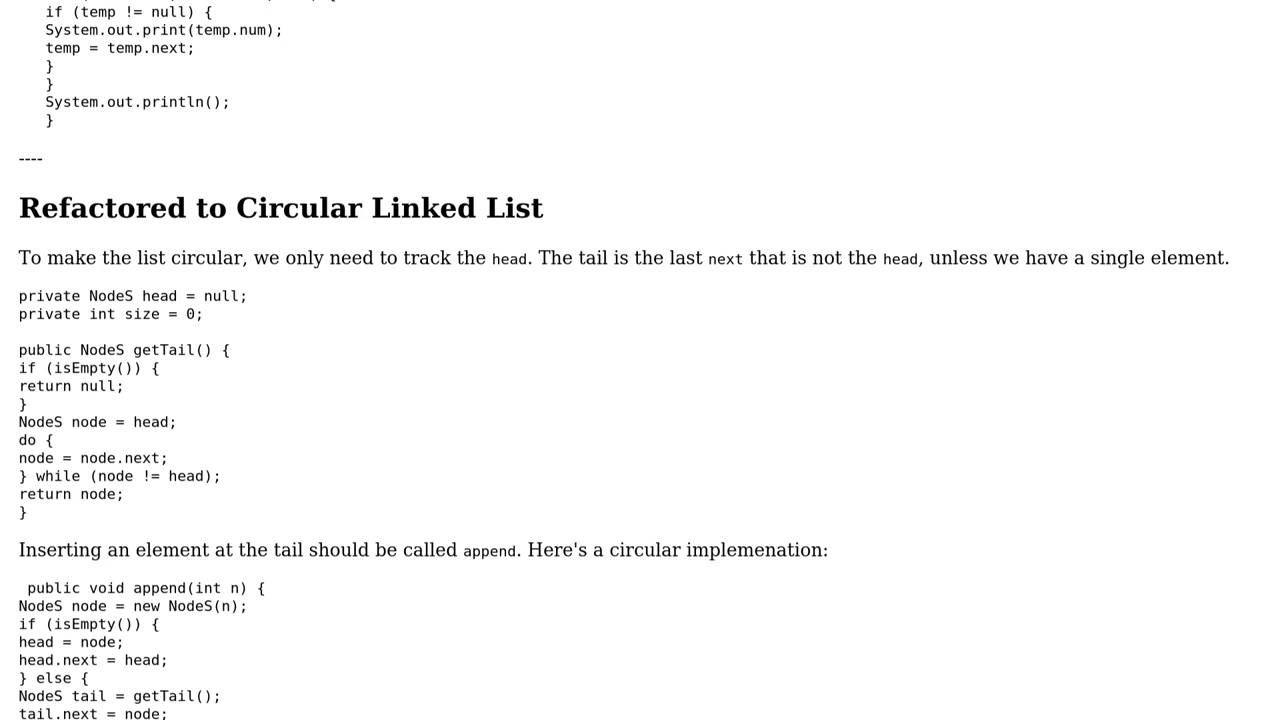 if (temp != null) {
System.out.print(temp.num);
temp = temp.next;
}
}
System.out.println();
}
----
Refactored to Circular Linked List
To make the list circular, we only need to track the head. The tail is the last next that is not the head, unless we have a single element.
private NodeS head = null;
private int size = 0;
public NodeS getTail() {
if (isEmpty()) {
return null;
}
NodeS node = head;
do {
node = node.next;
} while (node != head);
return node;
}
Inserting an element at the tail should be called append. Here's a circular implemenation:
public void append(int n) {
NodeS node = new NodeS(n);
if (isEmpty()) {
head = node;
head.next = head;
} else {
NodeS tail = getTail();
tail.next = node;